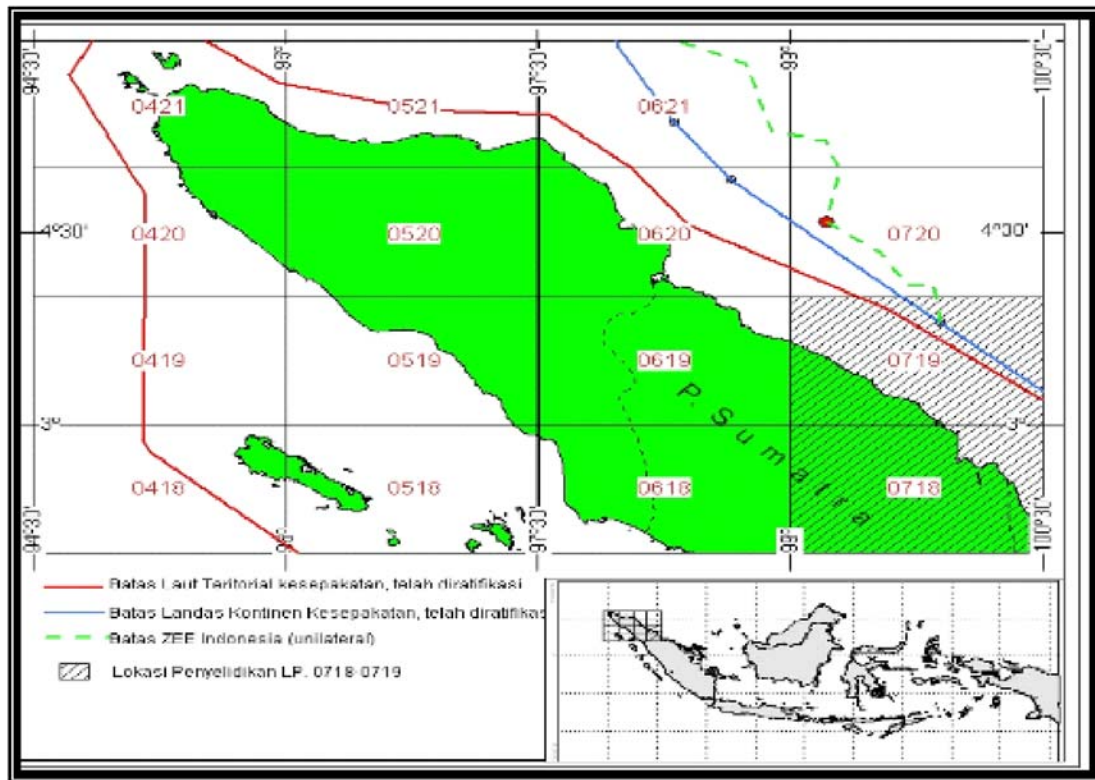 94°30' 96° 97°30' 99° 100°30'
0421 0521 0621
4°30' 0420 0520 0620 0720 4°30'
0419 0519 0619 0719
3° P. Sumatra 3°
0418 0518 0618 0718
94°30' 96° 97°30' 99° 100°30'
Batas Laut Teritorial kesepakatan, telah diratifikasi
Batas Landas Kontinen Kesepakatan, telah diratifikas
Batas ZEE Indonesia (unilateral)
Lokasi Penyelidikan LP. 0718-0719